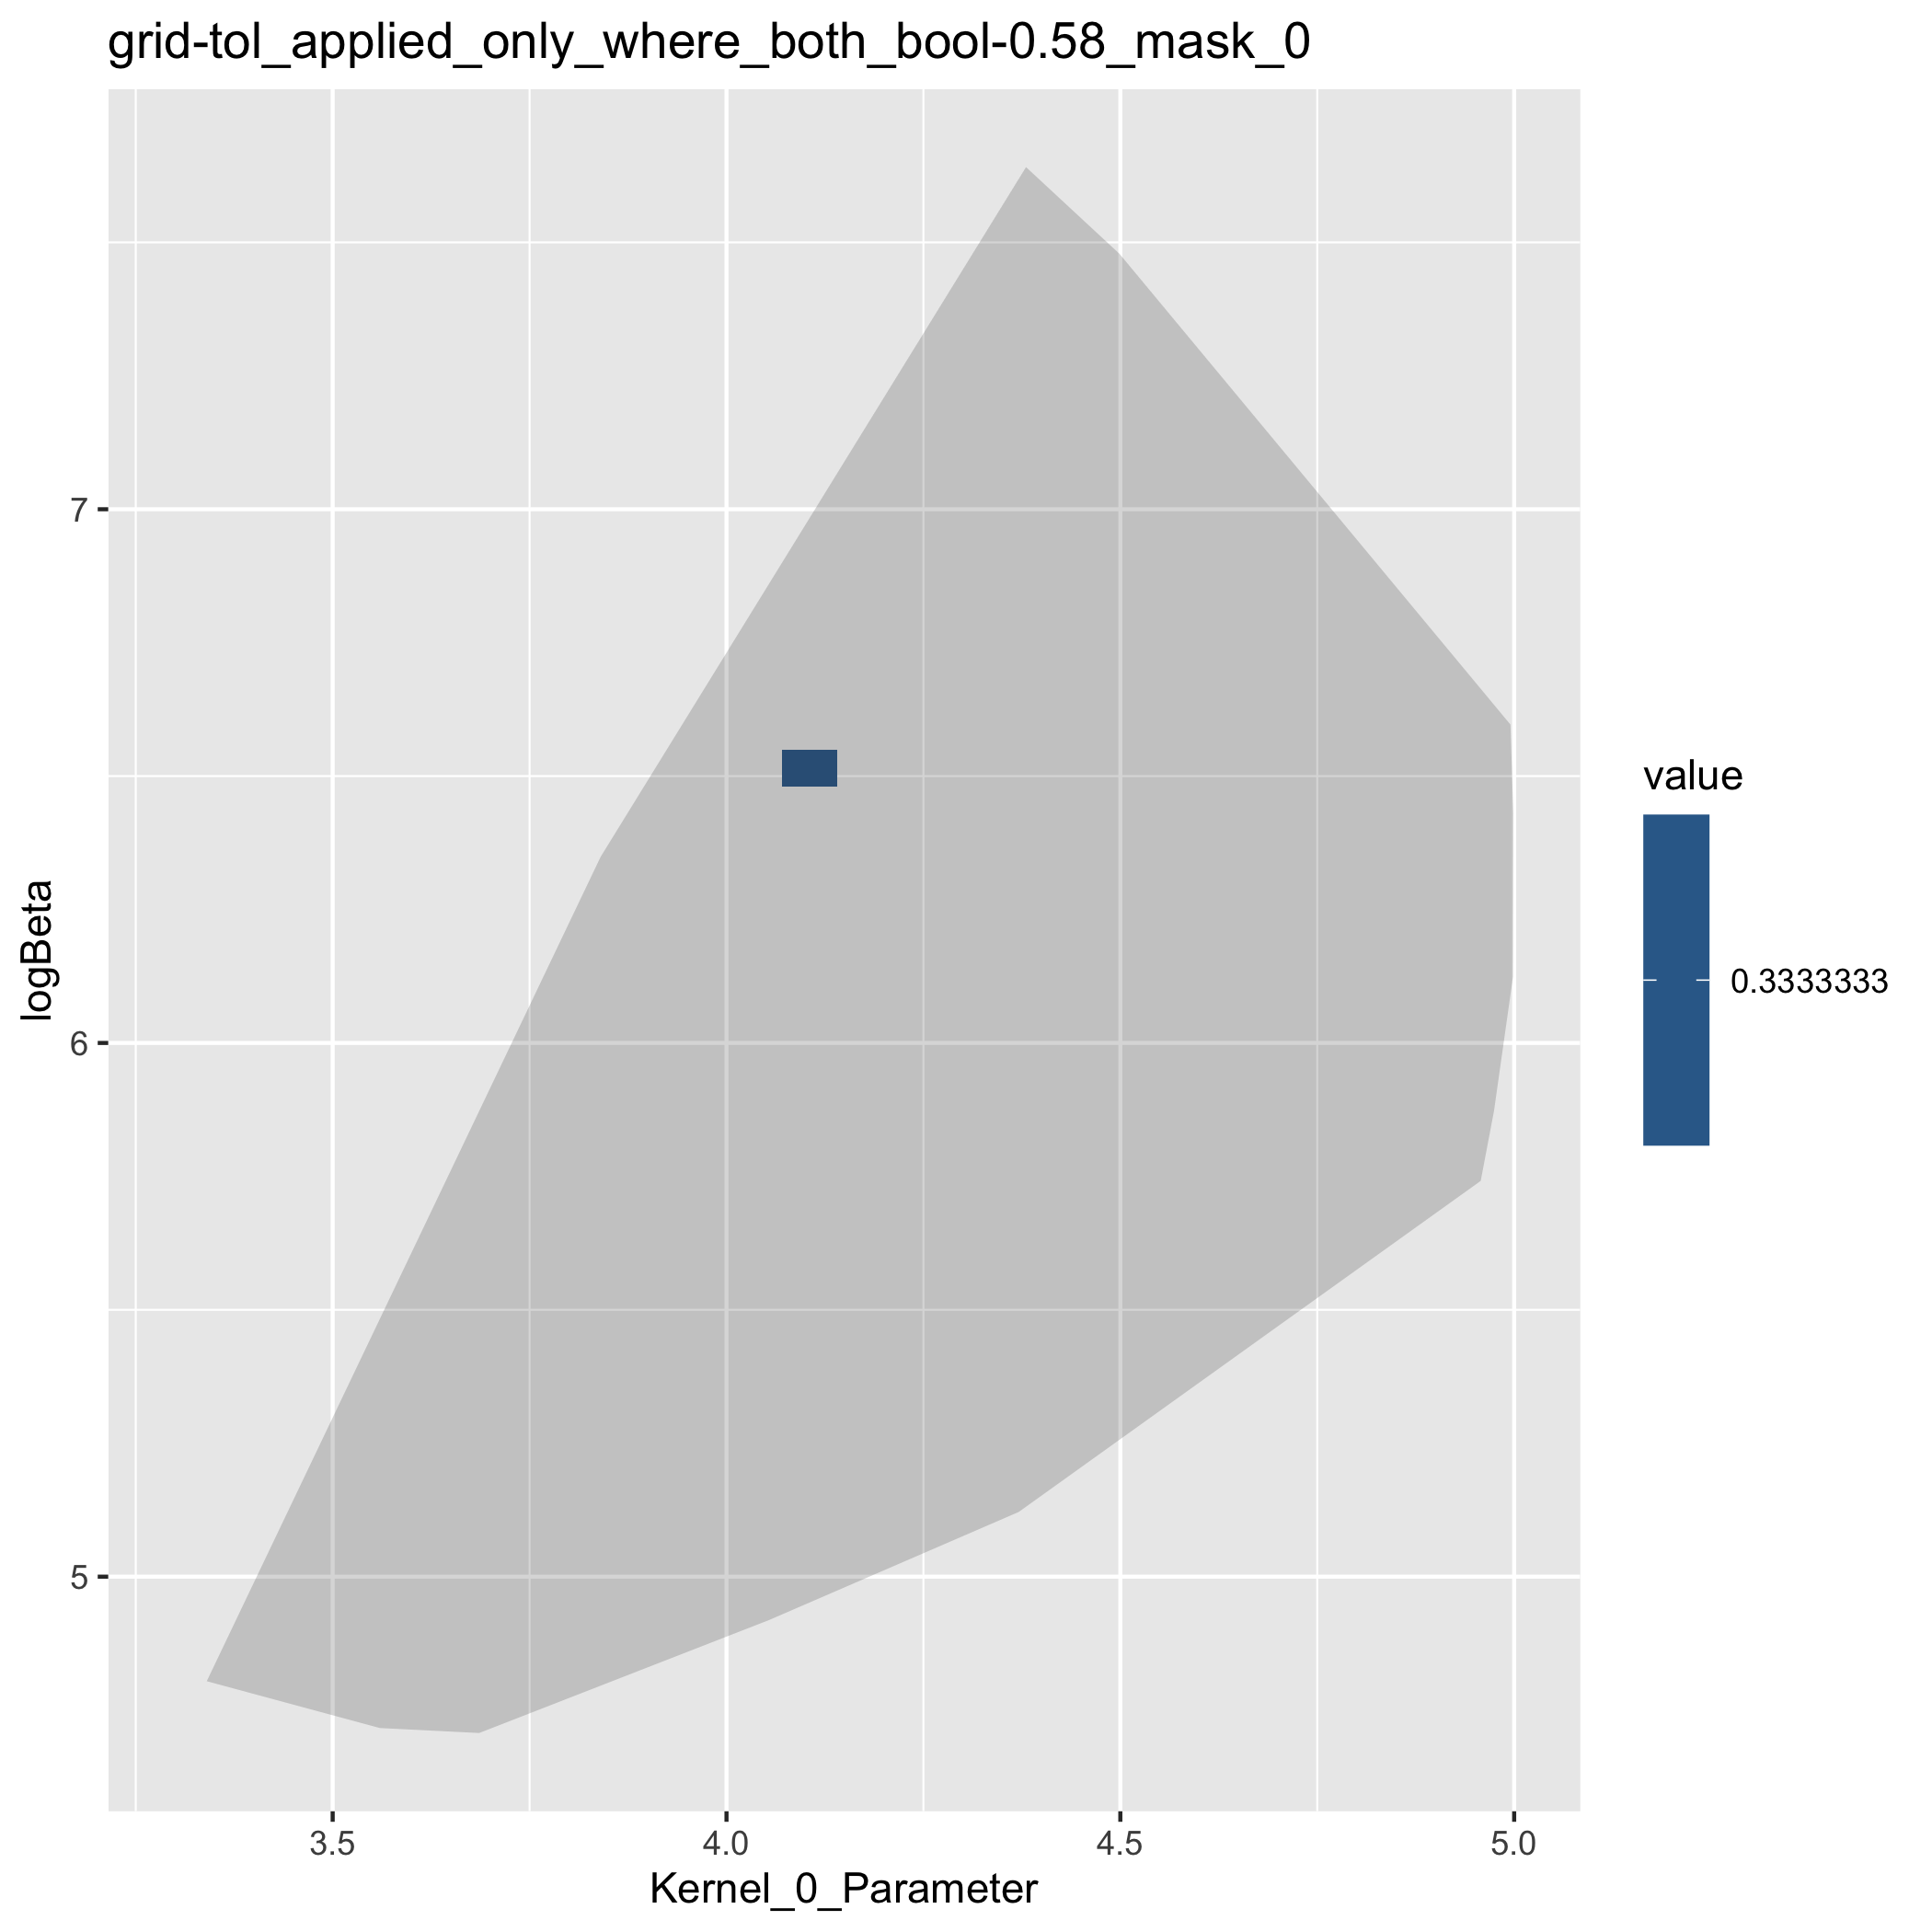 grid-tol_applied_only_where_both_bool-0.58_mask_0
7
6
5
logBeta
3.5 4.0 4.5 5.0
Kernel_0_Parameter
value
0.3333333